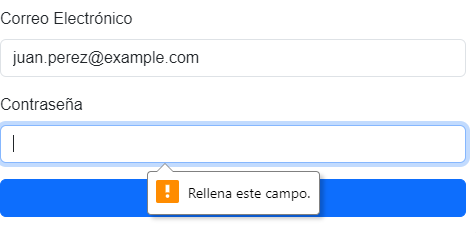 Correo Electrónico
juan.perez@example.com
Contraseña
Rellena este campo.